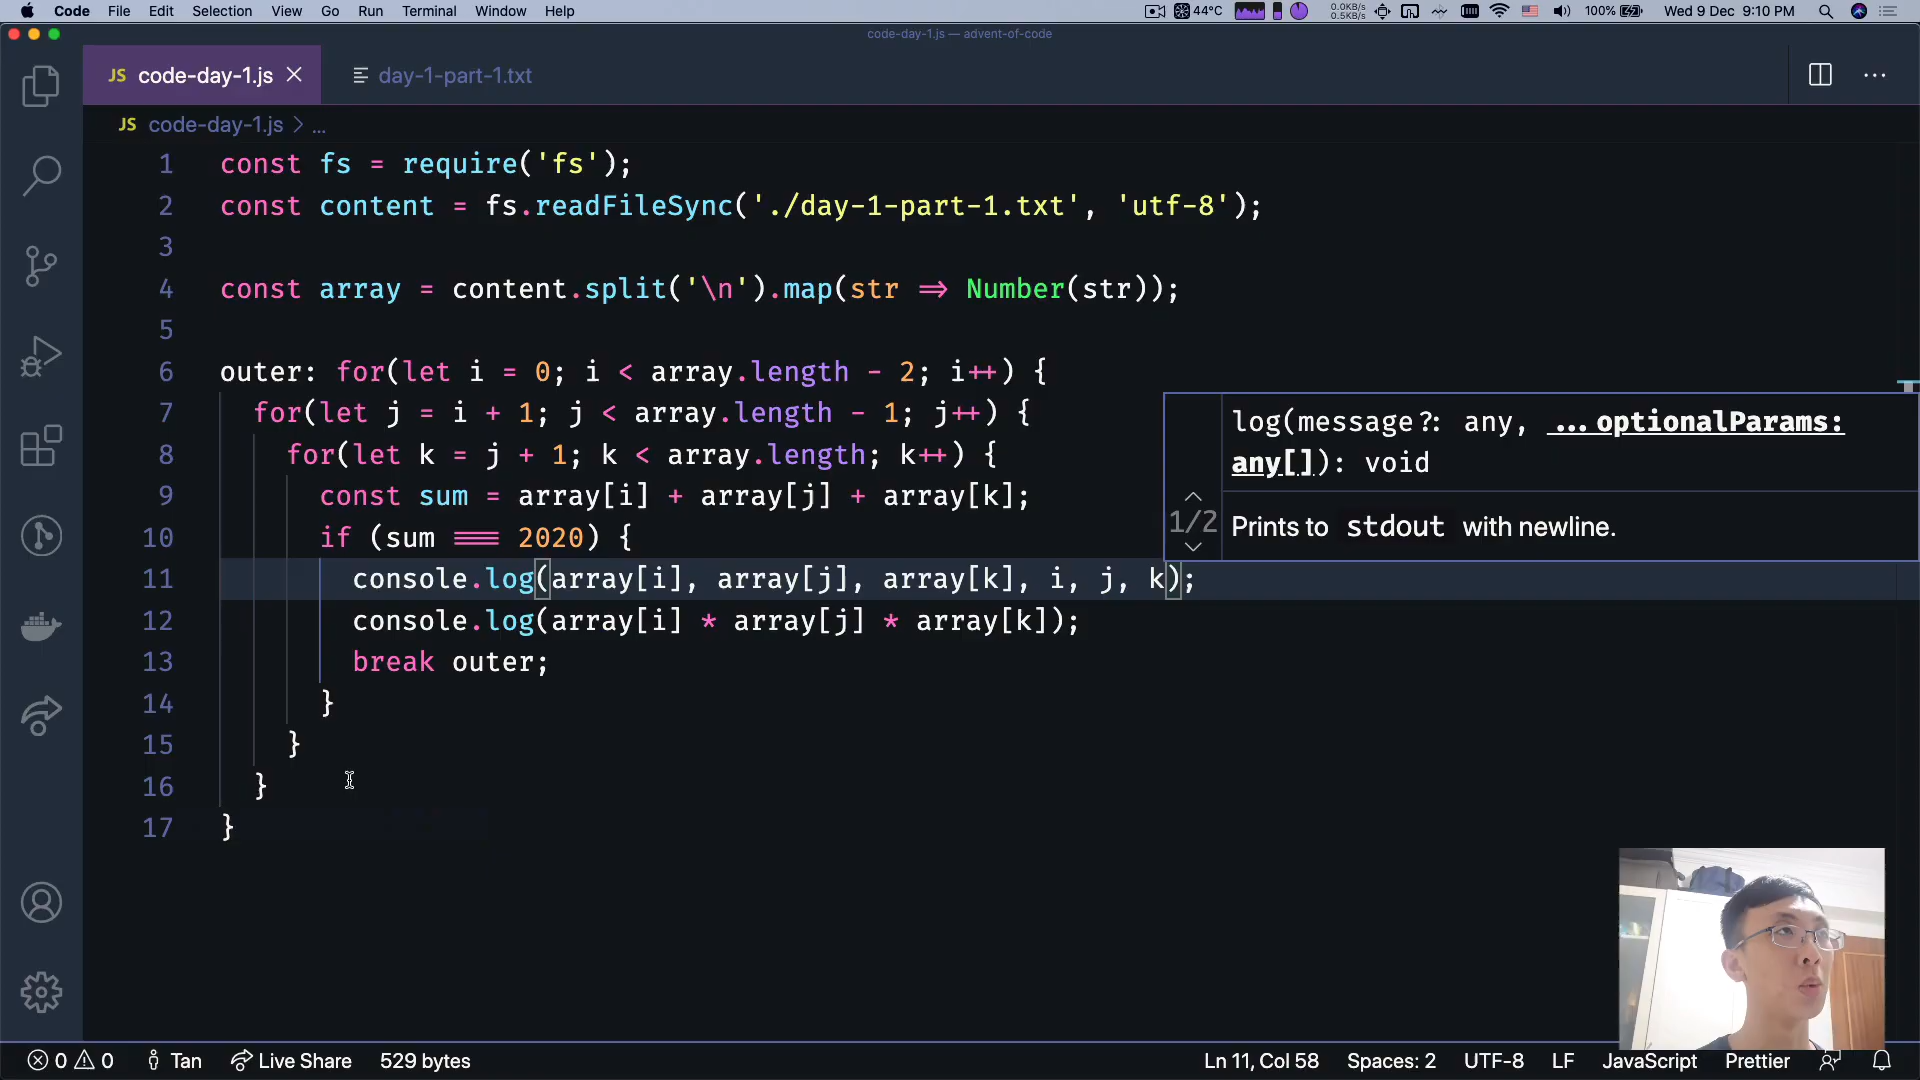 Code File Edit Selection View Go Run Terminal Window Help 44°C 0.0KB/s 0.5KB/s 100% Wed 9 Dec 9:10 PM
code-day-1.js — advent-of-code
JS code-day-1.js day-1-part-1.txt
JS code-day-1.js > ...
1 const fs = require('fs');
2 const content = fs.readFileSync('./day-1-part-1.txt', 'utf-8');
3
4 const array = content.split('\n').map(str => Number(str));
5
6 outer: for(let i = 0; i < array.length - 2; i++) {
7 for(let j = i + 1; j < array.length - 1; j++) {
8 for(let k = j + 1; k < array.length; k++) {
9 const sum = array[i] + array[j] + array[k];
10 if (sum === 2020) {
11 console.log(array[i], array[j], array[k], i, j, k);
12 console.log(array[i] * array[j] * array[k]);
13 break outer;
14 }
15 }
16 }
17 }
log(message?: any, ...optionalParams:
any[]): void
1/2 Prints to stdout with newline.
0 0 Tan Live Share 529 bytes Ln 11, Col 58 Spaces: 2 UTF-8 LF JavaScript Prettier